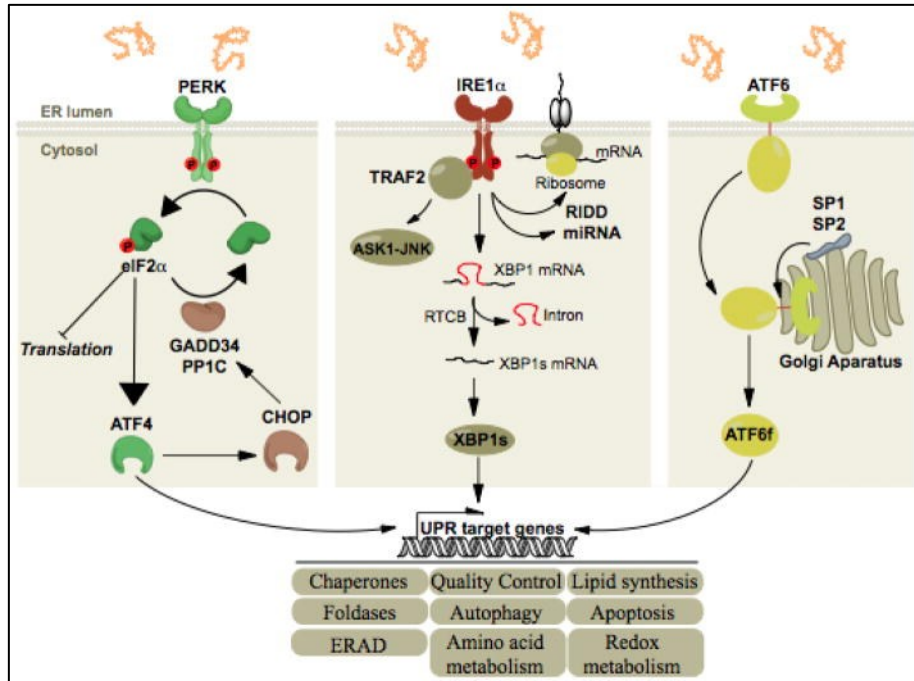 PERK
IRE1α
ATF6
ER lumen
Cytosol
P
P
P
eIF2α
Translation
GADD34
PP1C
ATF4
CHOP
P
P
TRAF2
mRNA
Ribosome
RIDD
miRNA
ASK1-JNK
XBP1 mRNA
RTCB
Intron
XBP1s mRNA
XBP1s
SP1
SP2
Golgi Aparatus
ATF6f
UPR target genes
Chaperones
Quality Control
Lipid synthesis
Foldases
Autophagy
Apoptosis
ERAD
Amino acid
metabolism
Redox
metabolism